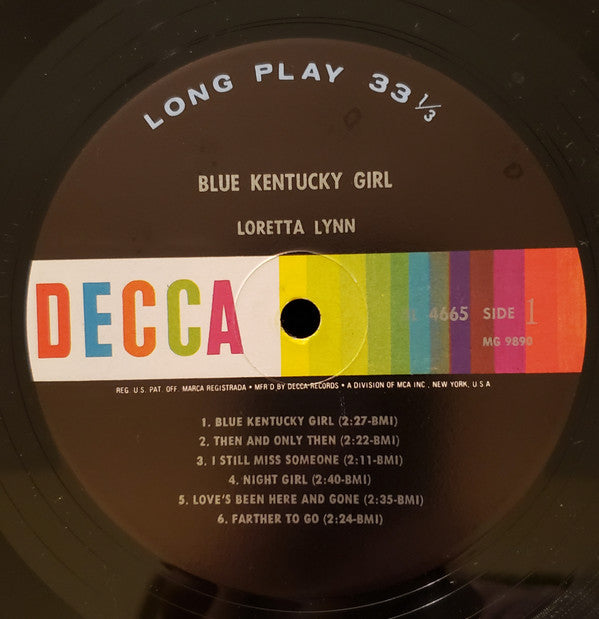 LONG PLAY 33 1/3
BLUE KENTUCKY GIRL
LORETTA LYNN
DECCA
4665 SIDE 1
MG 9890
REG. U.S. PAT. OFF. MARCA REGISTRADA • MFR'D BY DECCA RECORDS • A DIVISION OF MCA INC., NEW YORK, U.S.A
1. BLUE KENTUCKY GIRL (2:27-BMI)
2. THEN AND ONLY THEN (2:22-BMI)
3. I STILL MISS SOMEONE (2:11-BMI)
4. NIGHT GIRL (2:40-BMI)
5. LOVE'S BEEN HERE AND GONE (2:35-BMI)
6. FARTHER TO GO (2:24-BMI)